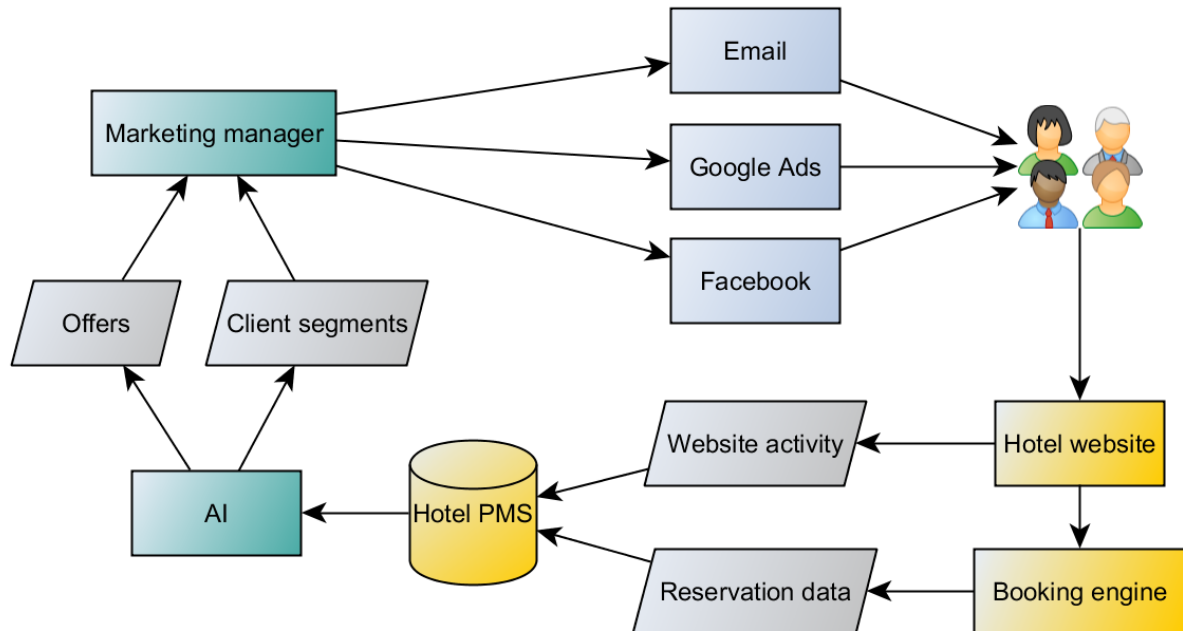 Email
Marketing manager
Google Ads
Facebook
Offers
Client segments
Website activity
Hotel website
AI
Hotel PMS
Reservation data
Booking engine